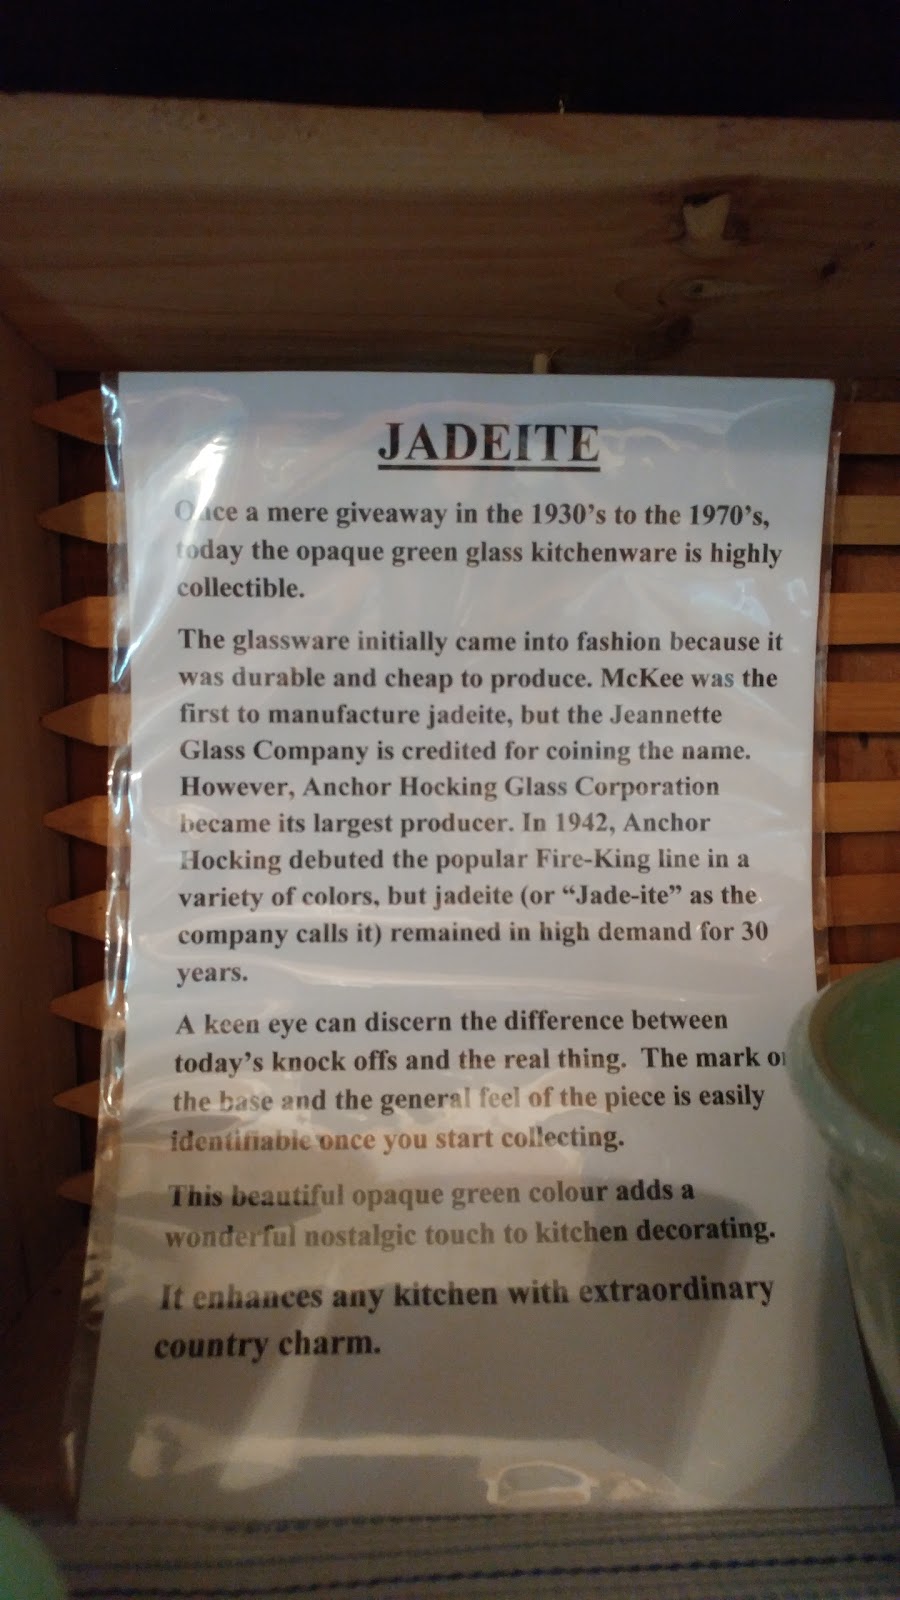 JADEITE
Once a mere giveaway in the 1930's to the 1970's,
today the opaque green glass kitchenware is highly
collectible.
The glassware initially came into fashion because it
was durable and cheap to produce. McKee was the
first to manufacture jadeite, but the Jeannette
Glass Company is credited for coining the name.
However, Anchor Hocking Glass Corporation
became its largest producer. In 1942, Anchor
Hocking debuted the popular Fire-King line in a
variety of colors, but jadeite (or “Jade-ite” as the
company calls it) remained in high demand for 30
years.
A keen eye can discern the difference between
today's knock offs and the real thing. The mark on
the base and the general feel of the piece is easily
identifiable once you start collecting.
This beautiful opaque green colour adds a
wonderful nostalgic touch to kitchen decorating.
It enhances any kitchen with extraordinary
country charm.